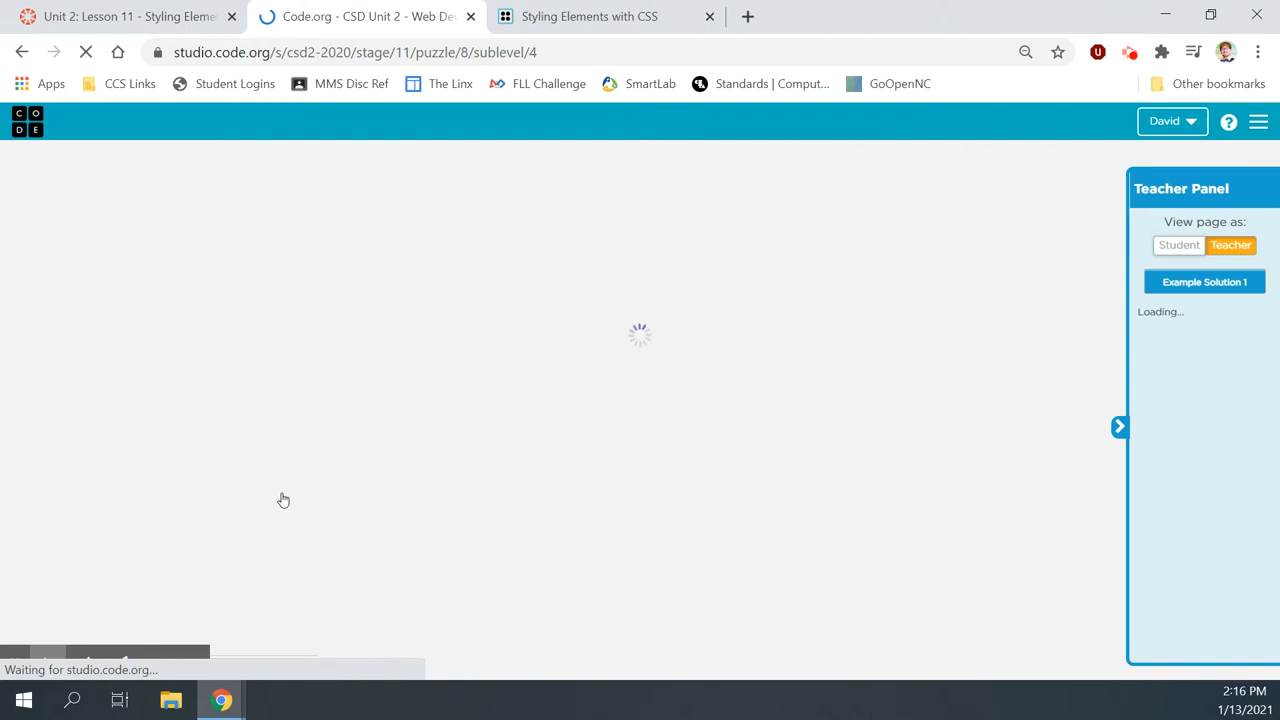 Unit 2: Lesson 11 - Styling Eleme
Code.org - CSD Unit 2 - Web De
Styling Elements with CSS
studio.code.org/s/csd2-2020/stage/11/puzzle/8/sublevel/4
Apps
CCS Links
Student Logins
MMS Disc Ref
The Linx
FLL Challenge
SmartLab
Standards | Comput...
GoOpenNC
Other bookmarks
C O
D E
David
Teacher Panel
View page as:
Student Teacher
Example Solution 1
Loading...
Waiting for studio.code.org...
2:16 PM
1/13/2021